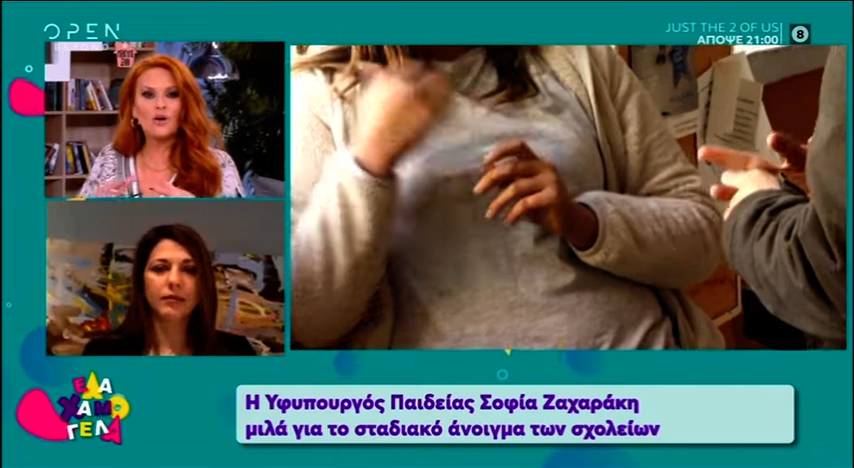 OPEN
JUST THE 2 OF US
ΑΠΟΨΕ 21:00
8
ΕΛΑ
ΧΑΜΟ
ΓΕΛΑ
Η Υφυπουργός Παιδείας Σοφία Ζαχαράκη
μιλά για το σταδιακό άνοιγμα των σχολείων